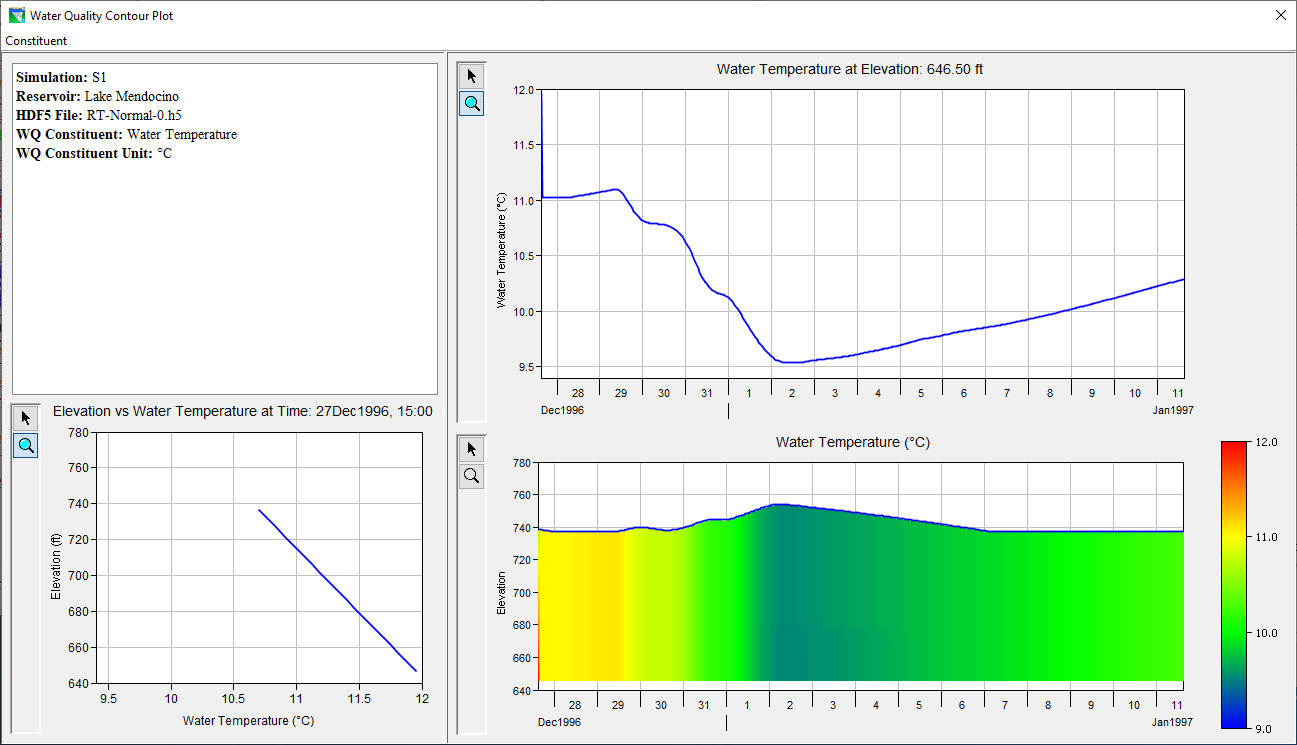 Water Quality Contour Plot
Constituent
Simulation: S1
Reservoir: Lake Mendocino
HDF5 File: RT-Normal-0.h5
WQ Constituent: Water Temperature
WQ Constituent Unit: °C
Water Temperature at Elevation: 646.50 ft
Water Temperature (°C)
12.0
11.5
11.0
10.5
10.0
9.5
28 29 30 31 1 2 3 4 5 6 7 8 9 10 11
Dec1996 Jan1997
Elevation vs Water Temperature at Time: 27Dec1996, 15:00
Elevation (ft)
780
760
740
720
700
680
660
640
9.5 10 10.5 11 11.5 12
Water Temperature (°C)
Water Temperature (°C)
Elevation
780
760
740
720
700
680
660
640
28 29 30 31 1 2 3 4 5 6 7 8 9 10 11
Dec1996 Jan1997
12.0
11.0
10.0
9.0